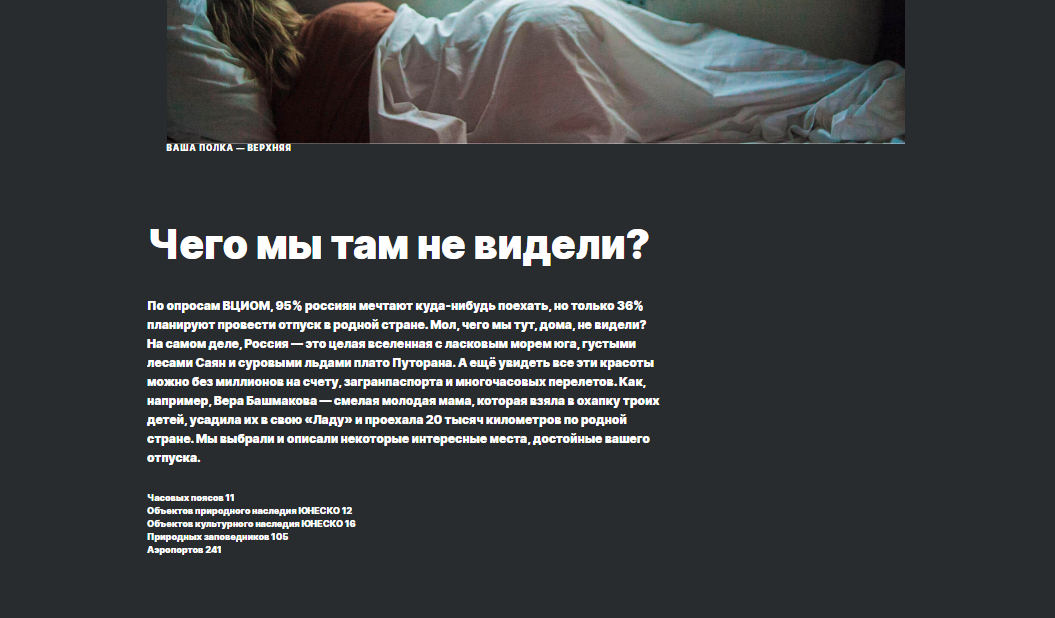 ВАША ПОЛКА — ВЕРХНЯЯ
Чего мы там не видели?
По опросам ВЦИОМ, 95% россиян мечтают куда-нибудь поехать, но только 36%
планируют провести отпуск в родной стране. Мол, чего мы тут, дома, не видели?
На самом деле, Россия — это целая вселенная с ласковым морем юга, густыми
лесами Саян и суровыми льдами плато Путорана. А ещё увидеть все эти красоты
можно без миллионов на счету, загранпаспорта и многочасовых перелетов. Как,
например, Вера Башмакова — смелая молодая мама, которая взяла в охапку троих
детей, усадила их в свою «Ладу» и проехала 20 тысяч километров по родной
стране. Мы выбрали и описали некоторые интересные места, достойные вашего
отпуска.
Часовых поясов 11
Объектов природного наследия ЮНЕСКО 12
Объектов культурного наследия ЮНЕСКО 16
Природных заповедников 105
Аэропортов 241